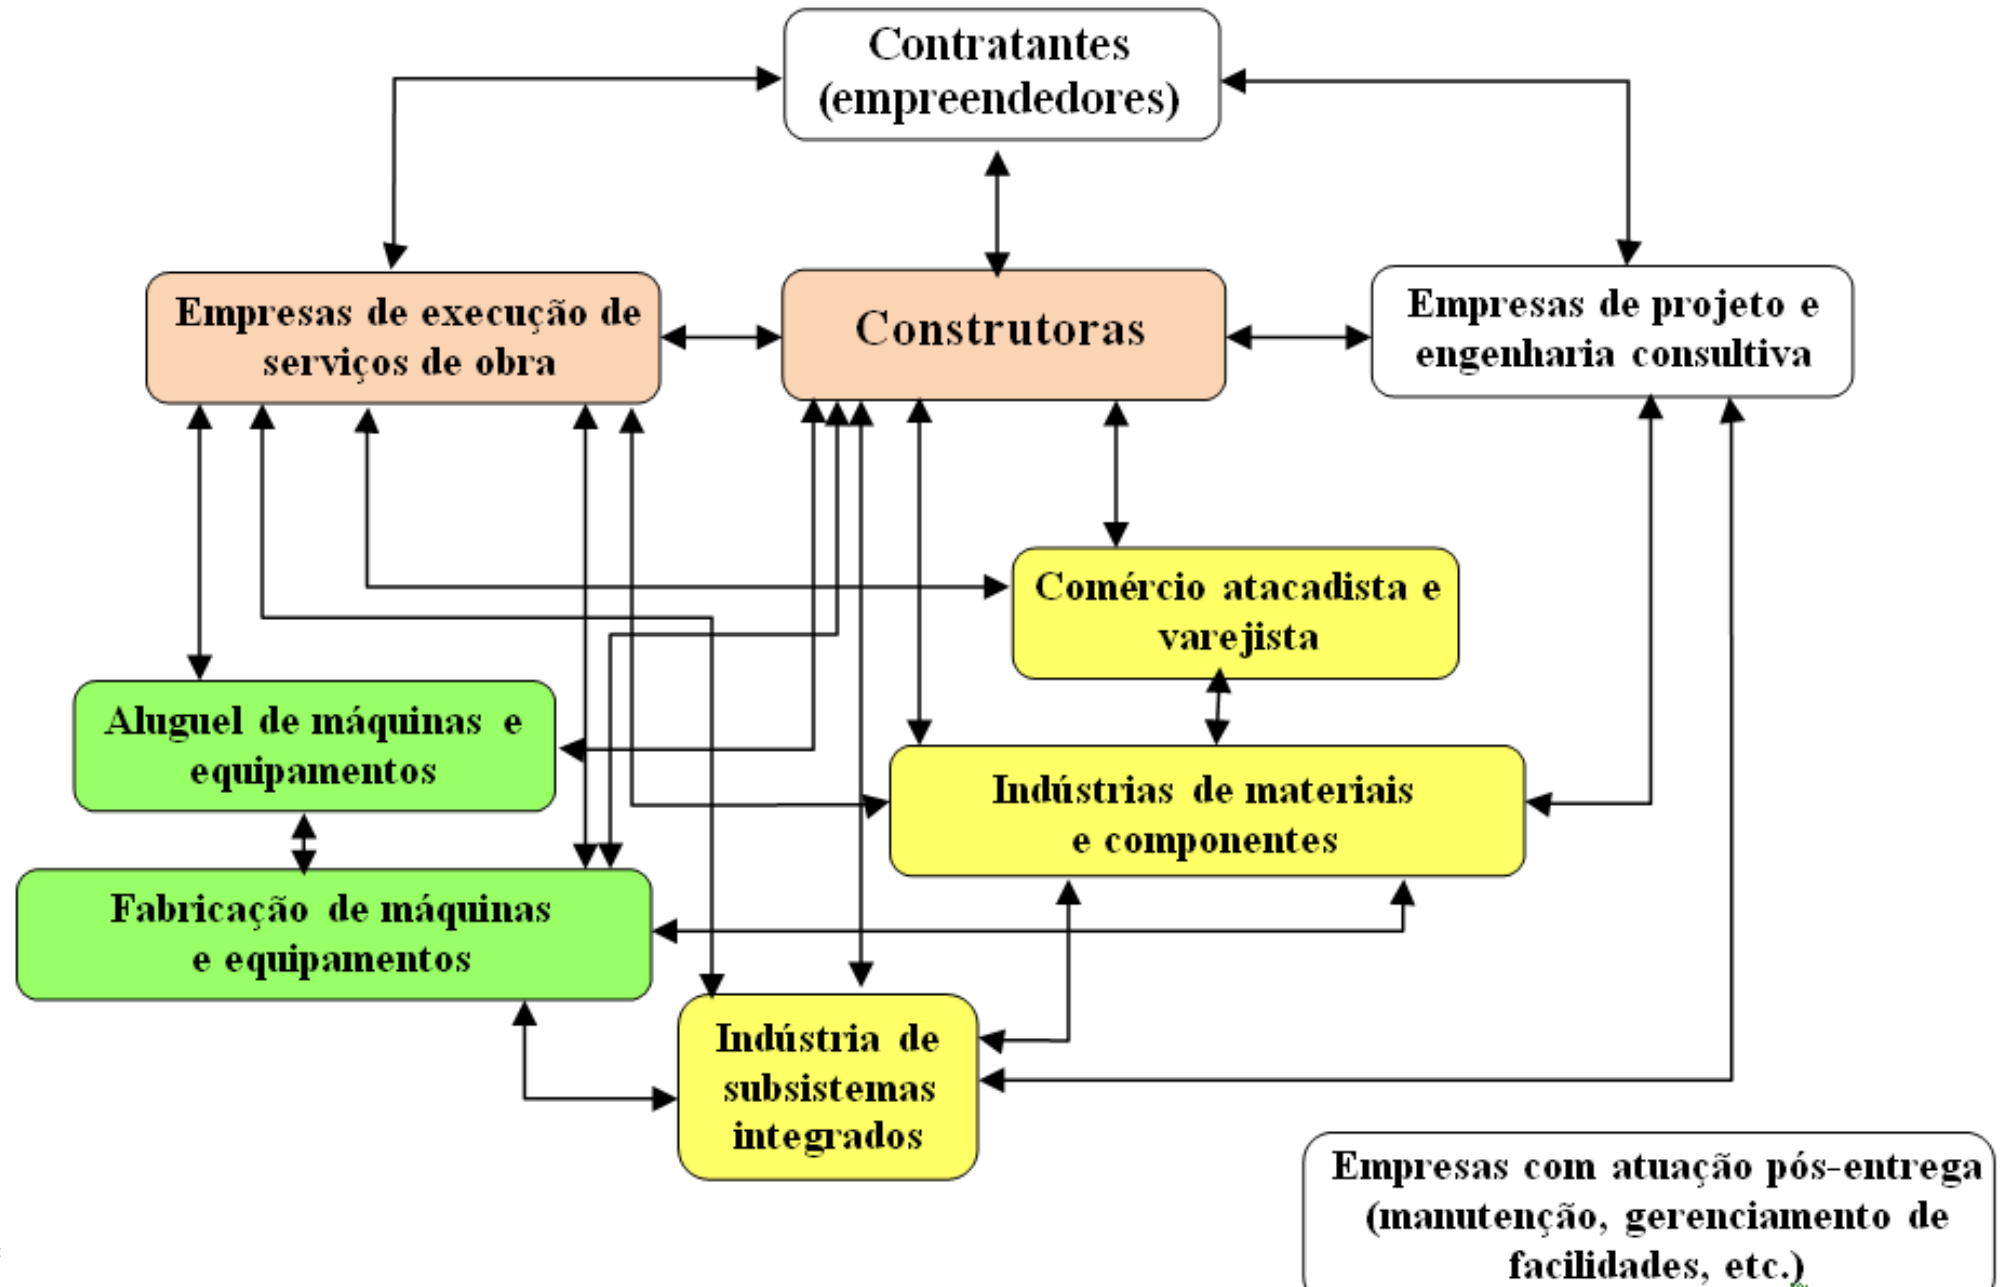 Contratantes
(empreendedores)
Empresas de execução de
serviços de obra
Construtoras
Empresas de projeto e
engenharia consultiva
Comércio atacadista e
varejista
Aluguel de máquinas e
equipamentos
Indústrias de materiais
e componentes
Fabricação de máquinas
e equipamentos
Indústria de
subsistemas
integrados
Empresas com atuação pós-entrega
(manutenção, gerenciamento de
facilidades, etc.)